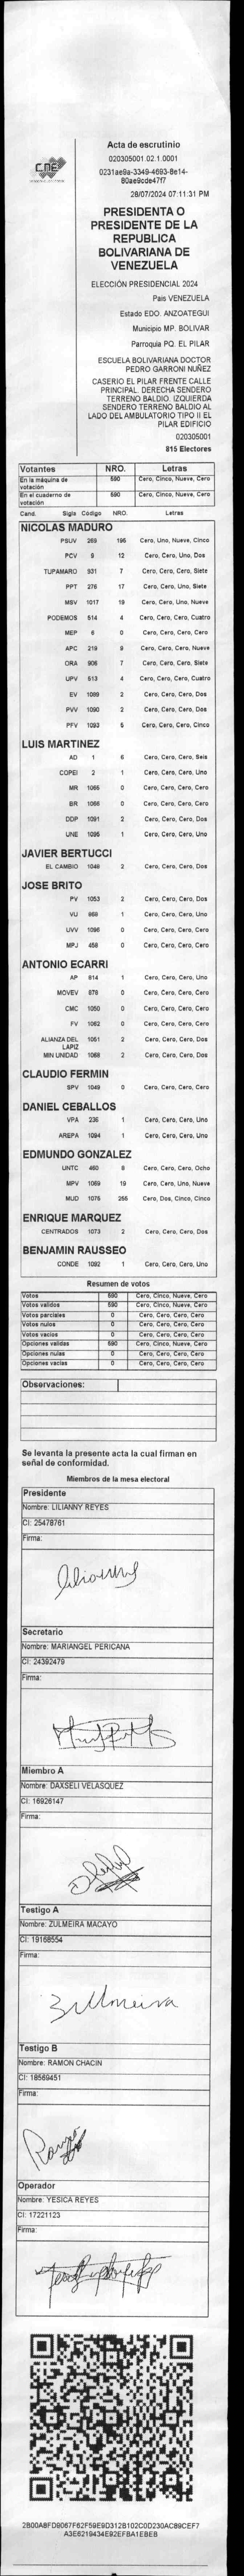 CNE
Acta de escrutinio
020305001.02.1.0001
0231ae9a-3349-4693-8e14-
80ae9cde47f7
28/07/2024 07:11:31 PM
PRESIDENTA O
PRESIDENTE DE LA
REPUBLICA
BOLIVARIANA DE
VENEZUELA
ELECCIÓN PRESIDENCIAL 2024
País VENEZUELA
Estado EDO. ANZOATEGUI
Municipio MP. BOLIVAR
Parroquia PQ. EL PILAR
ESCUELA BOLIVARIANA DOCTOR
PEDRO GARRONI NUÑEZ
CASERIO EL PILAR FRENTE CALLE
PRINCIPAL. DERECHA SENDERO
TERRENO BALDIO. IZQUIERDA
SENDERO TERRENO BALDIO AL
LADO DEL AMBULATORIO TIPO II EL
PILAR EDIFICIO
020305001
815 Electores
Votantes NRO. Letras
En la máquina de votación 590 Cero, Cinco, Nueve, Cero
En el cuaderno de votación 590 Cero, Cinco, Nueve, Cero
Cand. Sigla Código NRO. Letras
NICOLAS MADURO
PSUV 269 195 Cero, Uno, Nueve, Cinco
PCV 9 12 Cero, Cero, Uno, Dos
TUPAMARO 931 7 Cero, Cero, Cero, Siete
PPT 276 17 Cero, Cero, Uno, Siete
MSV 1017 19 Cero, Cero, Uno, Nueve
PODEMOS 514 4 Cero, Cero, Cero, Cuatro
MEP 6 0 Cero, Cero, Cero, Cero
APC 219 9 Cero, Cero, Cero, Nueve
ORA 906 7 Cero, Cero, Cero, Siete
UPV 513 4 Cero, Cero, Cero, Cuatro
EV 1089 2 Cero, Cero, Cero, Dos
PVV 1090 2 Cero, Cero, Cero, Dos
PFV 1093 5 Cero, Cero, Cero, Cinco
LUIS MARTINEZ
AD 1 6 Cero, Cero, Cero, Seis
COPEI 2 1 Cero, Cero, Cero, Uno
MR 1065 0 Cero, Cero, Cero, Cero
BR 1066 0 Cero, Cero, Cero, Cero
DDP 1091 2 Cero, Cero, Cero, Dos
UNE 1095 1 Cero, Cero, Cero, Uno
JAVIER BERTUCCI
EL CAMBIO 1048 2 Cero, Cero, Cero, Dos
JOSE BRITO
PV 1053 2 Cero, Cero, Cero, Dos
VU 868 1 Cero, Cero, Cero, Uno
UVV 1096 0 Cero, Cero, Cero, Cero
MPJ 458 0 Cero, Cero, Cero, Cero
ANTONIO ECARRI
AP 814 1 Cero, Cero, Cero, Uno
MOVEV 978 0 Cero, Cero, Cero, Cero
CMC 1050 0 Cero, Cero, Cero, Cero
FV 1062 0 Cero, Cero, Cero, Cero
ALIANZA DEL LAPIZ 1051 2 Cero, Cero, Cero, Dos
MIN UNIDAD 1068 2 Cero, Cero, Cero, Dos
CLAUDIO FERMIN
SPV 1049 0 Cero, Cero, Cero, Cero
DANIEL CEBALLOS
VPA 236 1 Cero, Cero, Cero, Uno
AREPA 1094 1 Cero, Cero, Cero, Uno
EDMUNDO GONZALEZ
UNTC 460 8 Cero, Cero, Cero, Ocho
MPV 1069 19 Cero, Cero, Uno, Nueve
MUD 1075 255 Cero, Dos, Cinco, Cinco
ENRIQUE MARQUEZ
CENTRADOS 1073 2 Cero, Cero, Cero, Dos
BENJAMIN RAUSSEO
CONDE 1092 1 Cero, Cero, Cero, Uno
Resumen de votos
Votos 590 Cero, Cinco, Nueve, Cero
Votos validos 590 Cero, Cinco, Nueve, Cero
Votos parciales 0 Cero, Cero, Cero, Cero
Votos nulos 0 Cero, Cero, Cero, Cero
Votos vacios 0 Cero, Cero, Cero, Cero
Opciones validas 590 Cero, Cinco, Nueve, Cero
Opciones nulas 0 Cero, Cero, Cero, Cero
Opciones vacias 0 Cero, Cero, Cero, Cero
Observaciones:
Se levanta la presente acta la cual firman en
señal de conformidad.
Miembros de la mesa electoral
Presidente
Nombre: LILIANNY REYES
CI: 25478761
Firma:
Secretario
Nombre: MARIANGEL PERICANA
CI: 24392479
Firma:
Miembro A
Nombre: DAXSELI VELASQUEZ
CI: 16926147
Firma:
Testigo A
Nombre: ZULMEIRA MACAYO
CI: 19168554
Firma:
Zulmeira
Testigo B
Nombre: RAMON CHACIN
CI: 18569451
Firma:
Operador
Nombre: YESICA REYES
CI: 17221123
Firma:
2B00ABFD9067F62F59E9D312B102C0D230AC89CEF7
A3E6219434E92EFBA1EBEB